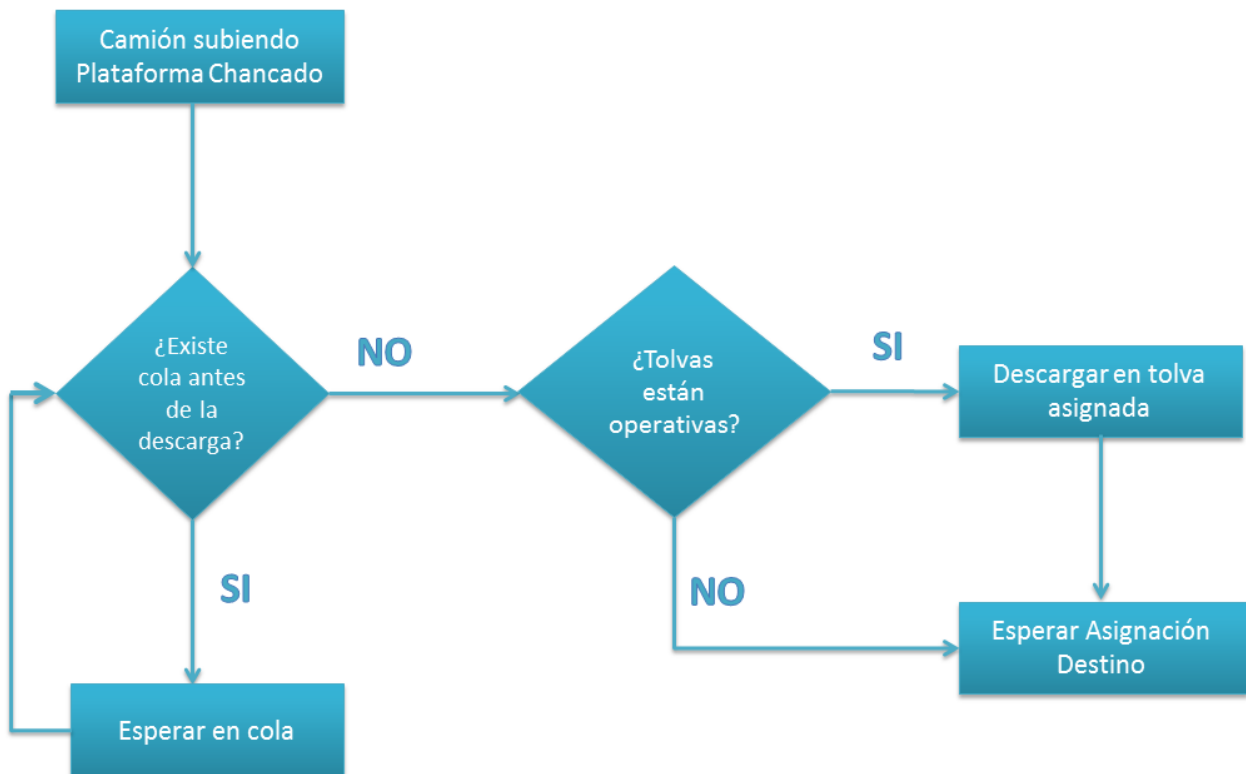 Camión subiendo
Plataforma Chancado
¿Existe
cola antes
de la
descarga?
NO
¿Tolvas
están
operativas?
SI
Descargar en tolva
asignada
SI
NO
Esperar Asignación
Destino
Esperar en cola